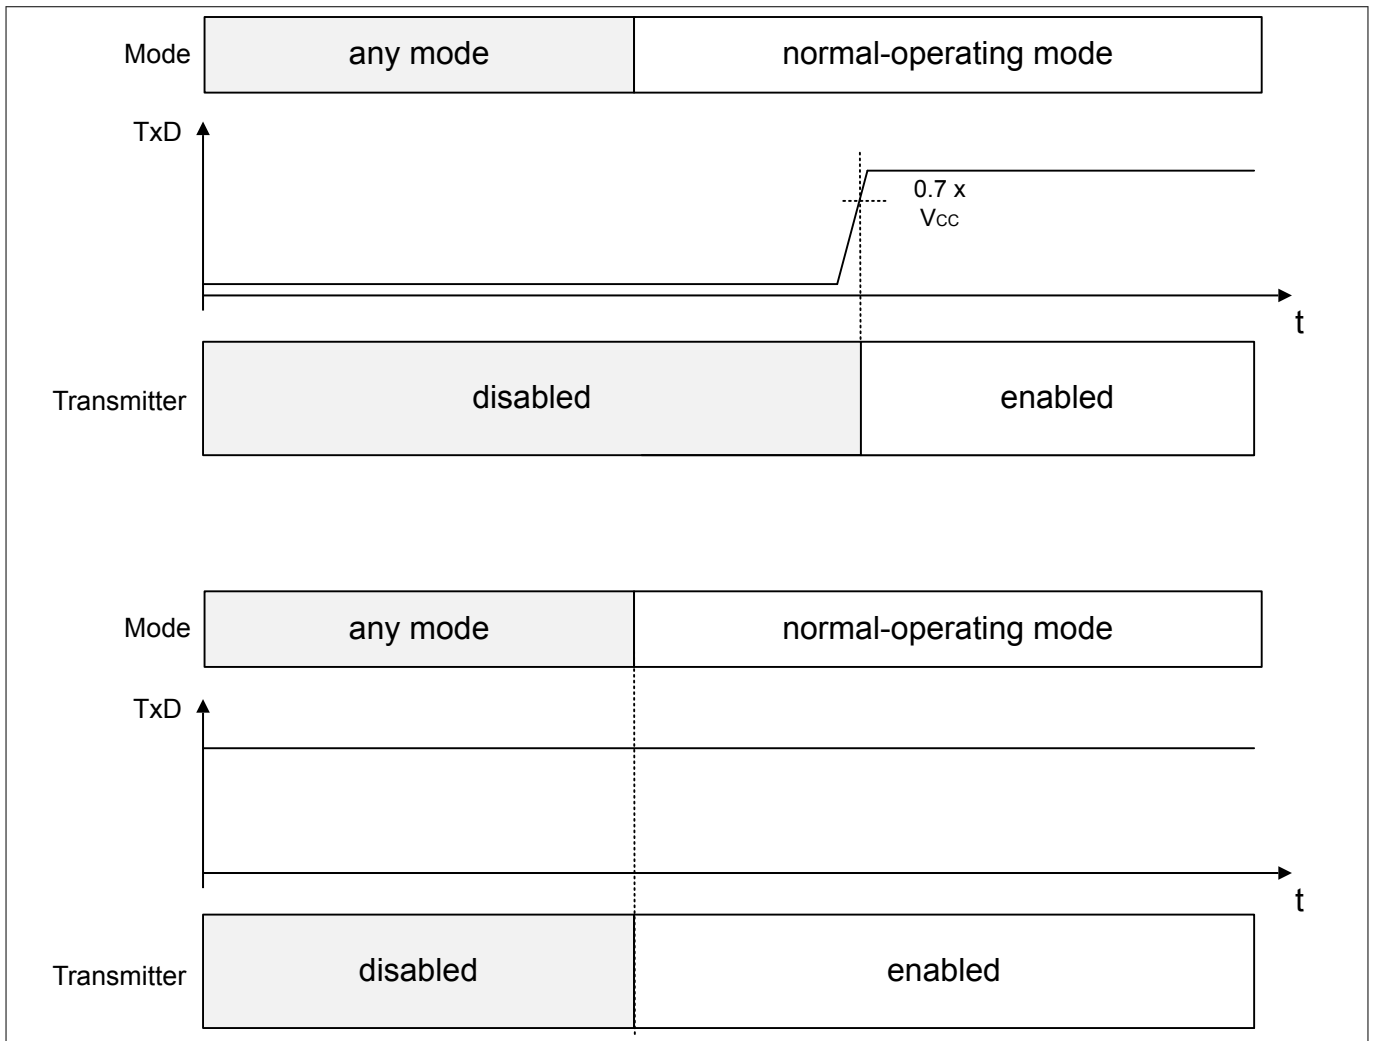 Mode any mode normal-operating mode
TxD
0.7 x
VCC
t
Transmitter disabled enabled
Mode any mode normal-operating mode
TxD
t
Transmitter disabled enabled